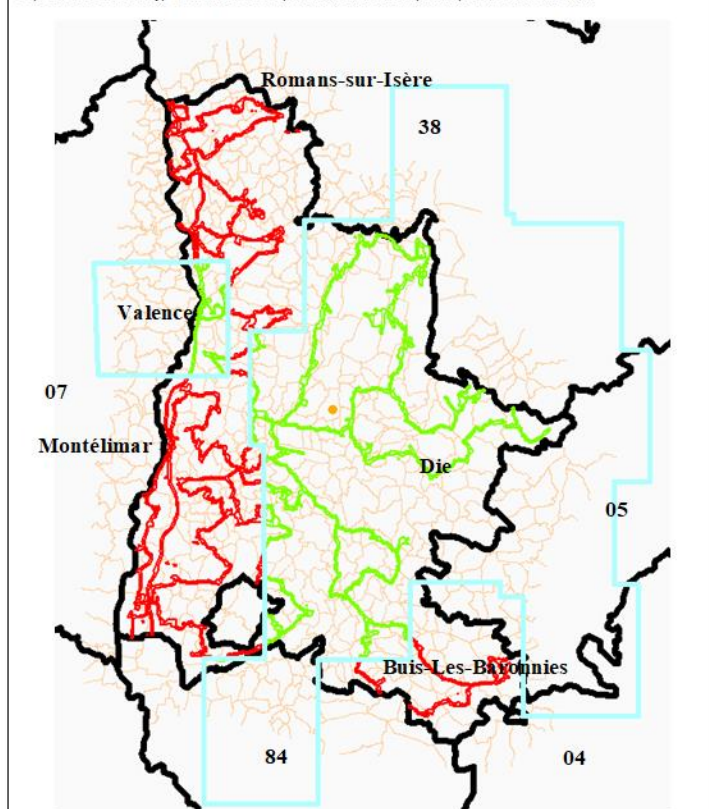 Romans-sur-Isère
38
Valence
07
Montélimar
Die
05
Buis-Les-Baronnies
84
04